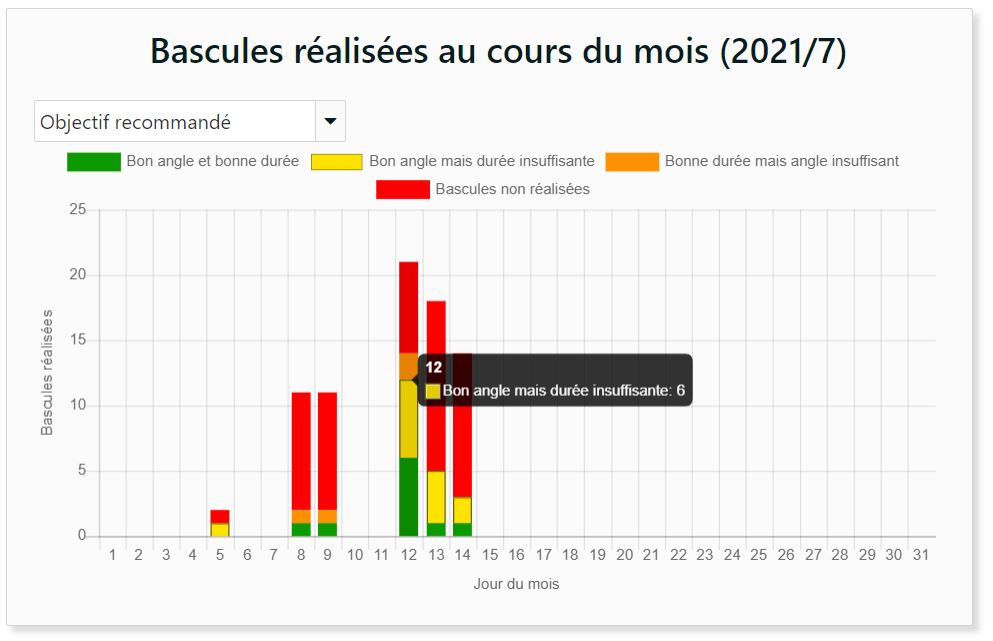 Bascules réalisées au cours du mois (2021/7)
Objectif recommandé
Bon angle et bonne durée Bon angle mais durée insuffisante Bonne durée mais angle insuffisant
Bascules non réalisées
25
20
15
10
5
0
Bascules réalisées
12
Bon angle mais durée insuffisante: 6
1 2 3 4 5 6 7 8 9 10 11 12 13 14 15 16 17 18 19 20 21 22 23 24 25 26 27 28 29 30 31
Jour du mois